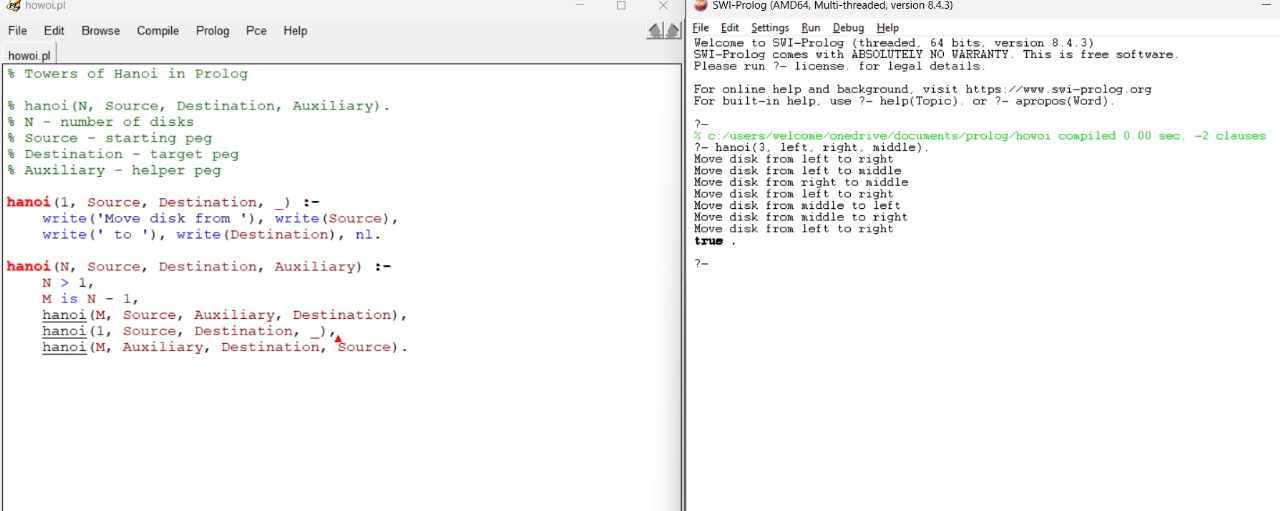 howoi.pl
File Edit Browse Compile Prolog Pce Help
howoi.pl
% Towers of Hanoi in Prolog
% hanoi(N, Source, Destination, Auxiliary).
% N - number of disks
% Source - starting peg
% Destination - target peg
% Auxiliary - helper peg
hanoi(1, Source, Destination, _) :-
    write('Move disk from '), write(Source),
    write(' to '), write(Destination), nl.
hanoi(N, Source, Destination, Auxiliary) :-
    N > 1,
    M is N - 1,
    hanoi(M, Source, Auxiliary, Destination),
    hanoi(1, Source, Destination, _),
    hanoi(M, Auxiliary, Destination, Source).
SWI-Prolog (AMD64, Multi-threaded, version 8.4.3)
File Edit Settings Run Debug Help
Welcome to SWI-Prolog (threaded, 64 bits, version 8.4.3)
SWI-Prolog comes with ABSOLUTELY NO WARRANTY. This is free software.
Please run ?- license. for legal details.
For online help and background, visit https://www.swi-prolog.org
For built-in help, use ?- help(Topic). or ?- apropos(Word).
?-
% c:/users/welcome/onedrive/documents/prolog/howoi compiled 0.00 sec, -2 clauses
?- hanoi(3, left, right, middle).
Move disk from left to right
Move disk from left to middle
Move disk from right to middle
Move disk from left to right
Move disk from middle to left
Move disk from middle to right
Move disk from left to right
true .
?-